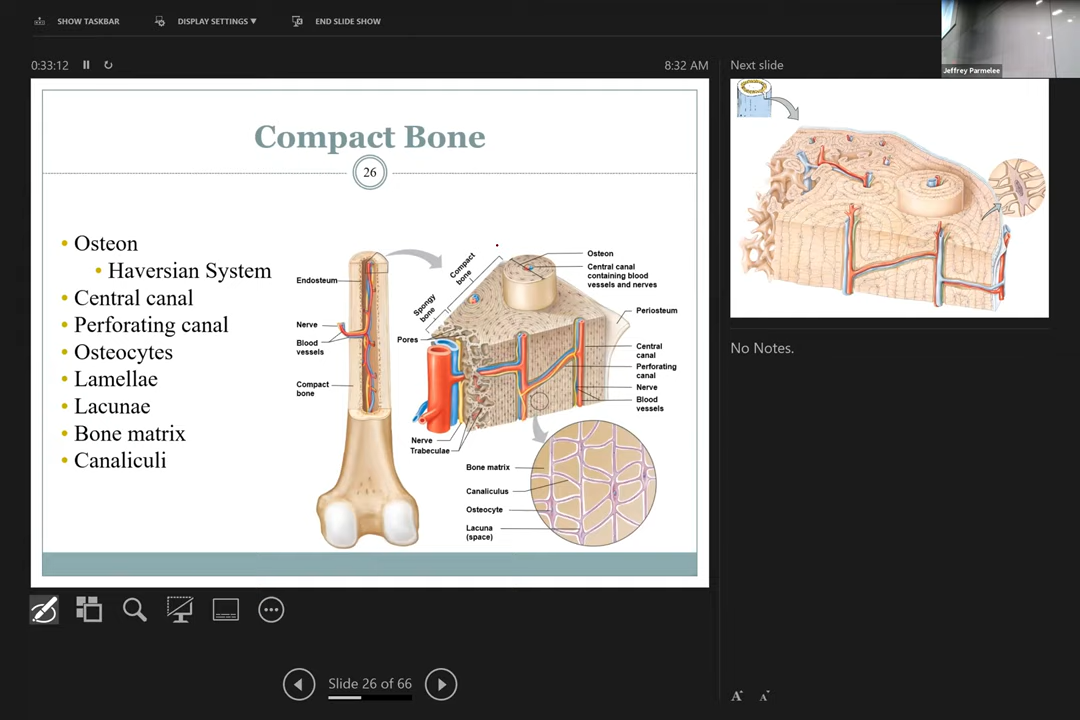 SHOW TASKBAR
DISPLAY SETTINGS ▼
END SLIDE SHOW
Jeffrey Parmelee
0:33:12
8:32 AM
Next slide
Compact Bone
26
• Osteon
• Haversian System
• Central canal
• Perforating canal
• Osteocytes
• Lamellae
• Lacunae
• Bone matrix
• Canaliculi
Endosteum
Nerve
Blood
vessels
Compact
bone
Compact
bone
Spongy
bone
Pores
Nerve
Trabeculae
Osteon
Central canal
containing blood
vessels and nerves
Periosteum
Central
canal
Perforating
canal
Nerve
Blood
vessels
Bone matrix
Canaliculus
Osteocyte
Lacuna
(space)
No Notes.
Slide 26 of 66
A
A